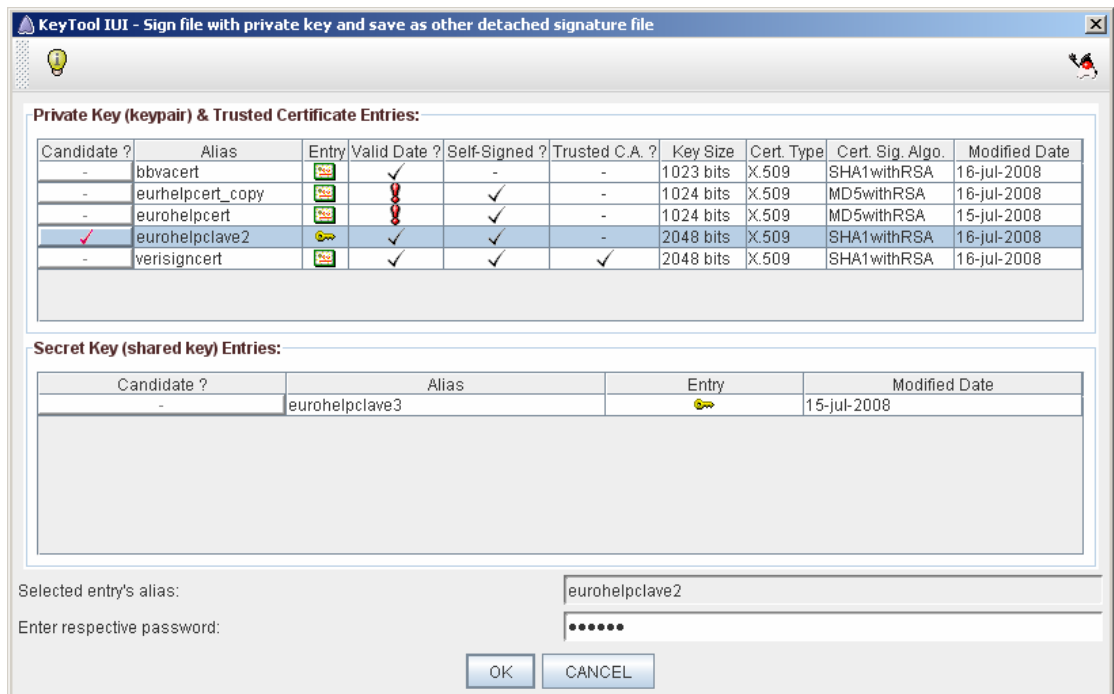 KeyTool IUI - Sign file with private key and save as other detached signature file
Private Key (keypair) & Trusted Certificate Entries:
Candidate ? Alias Entry Valid Date ? Self-Signed ? Trusted C.A. ? Key Size Cert. Type Cert. Sig. Algo. Modified Date
- bbvacert - - 1023 bits X.509 SHA1withRSA 16-jul-2008
- eurhelpcert_copy - 1024 bits X.509 MD5withRSA 16-jul-2008
- eurohelpcert - 1024 bits X.509 MD5withRSA 15-jul-2008
eurohelpclave2 - 2048 bits X.509 SHA1withRSA 16-jul-2008
- verisigncert 2048 bits X.509 SHA1withRSA 16-jul-2008
Secret Key (shared key) Entries:
Candidate ? Alias Entry Modified Date
- eurohelpclave3 15-jul-2008
Selected entry's alias: eurohelpclave2
Enter respective password: ••••••
OK CANCEL